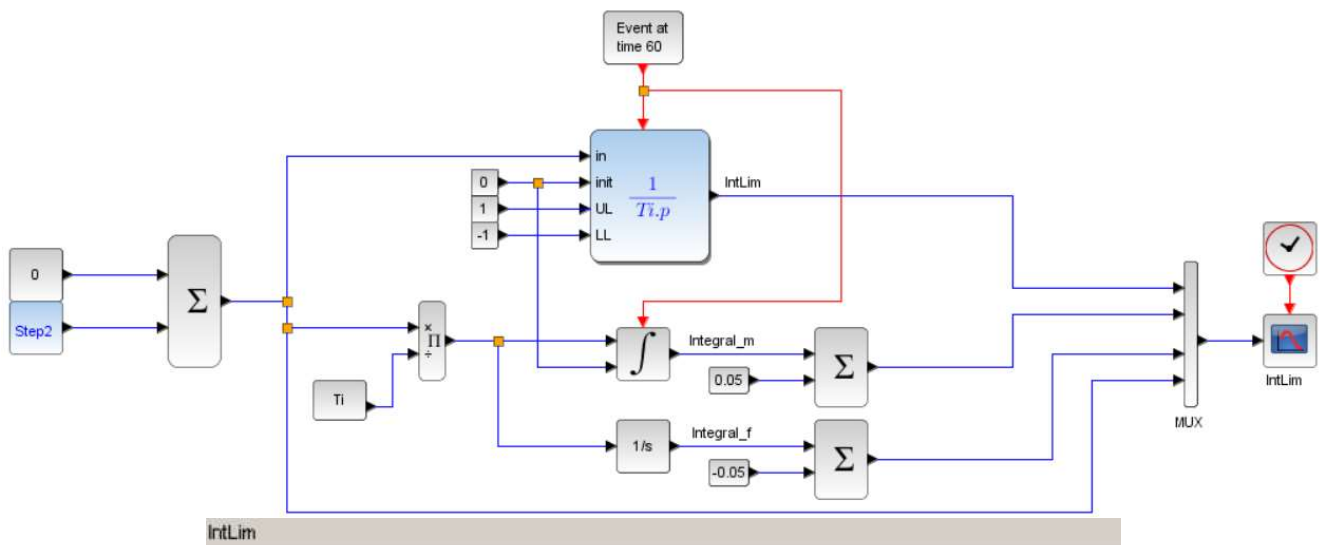 Event at
time 60
in
init
UL
LL
1
Ti.p
IntLim
0
1
-1
0
Step2
Σ
×
Π
÷
Ti
∫
Integral_m
0.05
Σ
1/s
Integral_f
-0.05
Σ
MUX
IntLim
IntLim